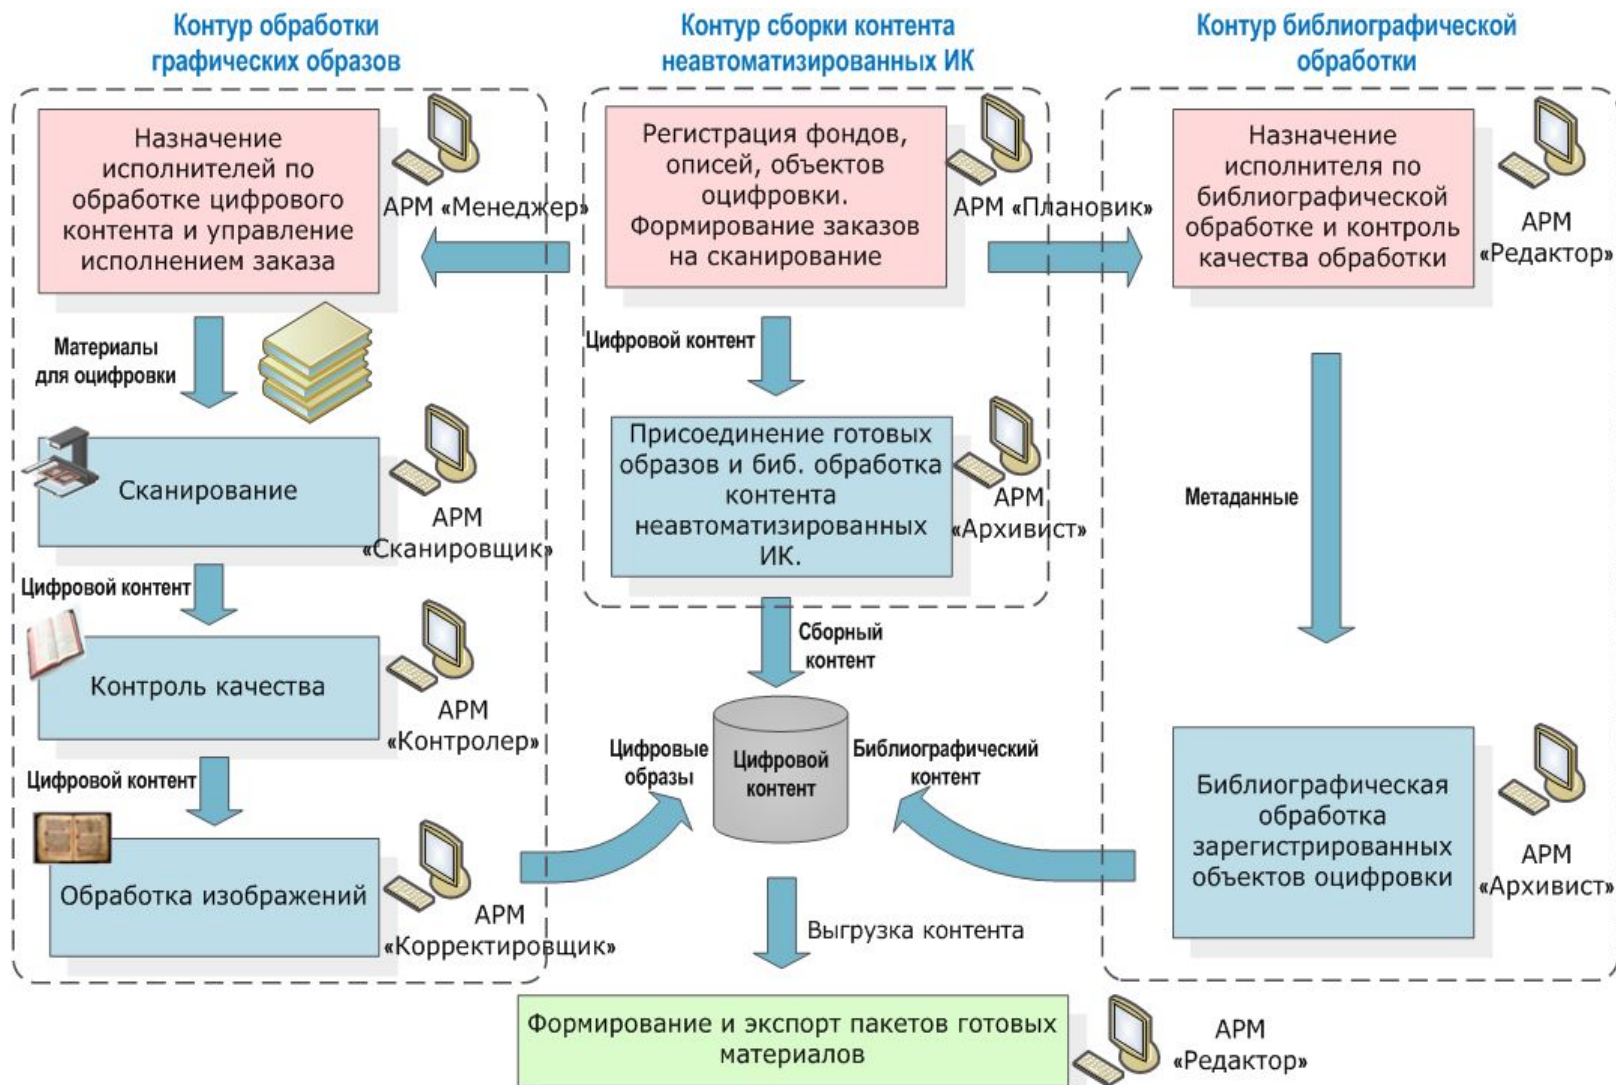 Контур обработки
графических образов
Контур сборки контента
неавтоматизированных ИК
Контур библиографической
обработки
Назначение
исполнителей по
обработке цифрового
контента и управление
исполнением заказа
АРМ «Менеджер»
Регистрация фондов,
описей, объектов
оцифровки.
Формирование заказов
на сканирование
АРМ «Плановик»
Назначение
исполнителя по
библиографической
обработке и контроль
качества обработки
АРМ
«Редактор»
Материалы
для оцифровки
Цифровой контент
Сканирование
АРМ
«Сканировщик»
Присоединение готовых
образов и биб. обработка
контента
неавтоматизированных
ИК.
АРМ
«Архивист»
Метаданные
Цифровой контент
Контроль качества
АРМ
«Контролер»
Сборный
контент
Цифровой контент
Цифровые
образы
Цифровой
контент
Библиографический
контент
Обработка изображений
АРМ
«Корректировщик»
Библиографическая
обработка
зарегистрированных
объектов оцифровки
АРМ
«Архивист»
Выгрузка контента
Формирование и экспорт пакетов готовых
материалов
АРМ
«Редактор»